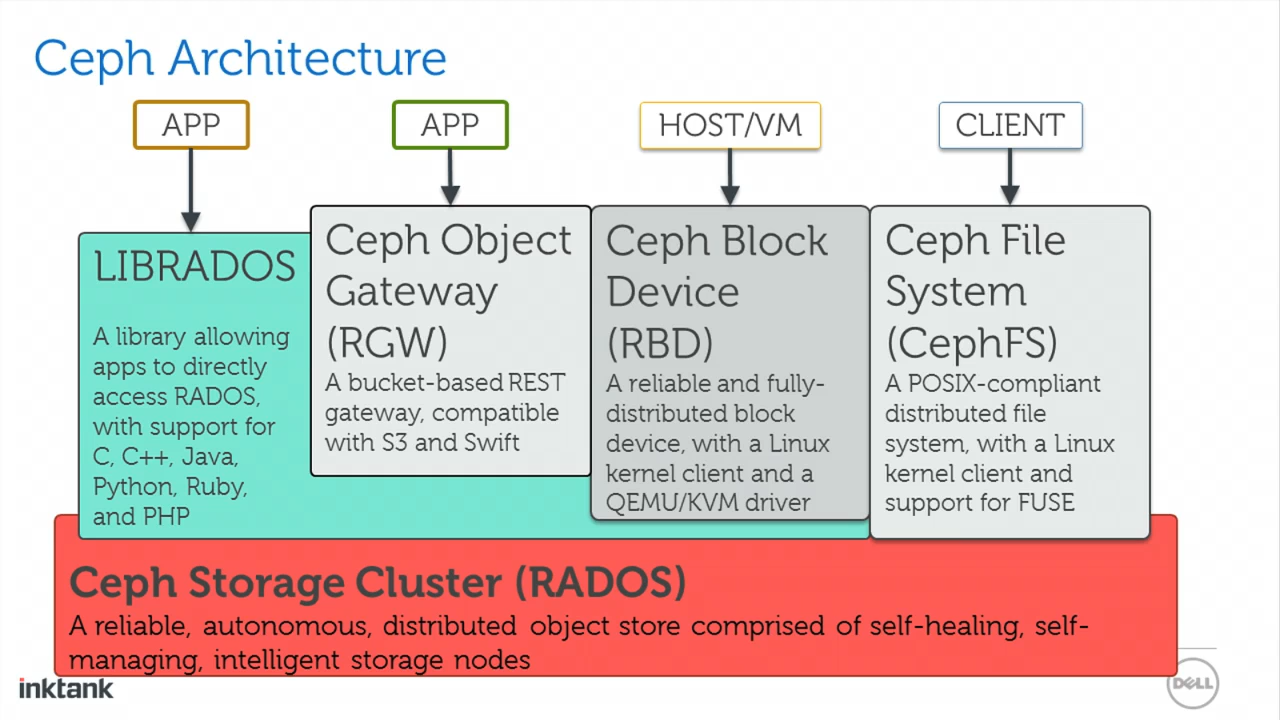 Ceph Architecture
APP
APP
HOST/VM
CLIENT
LIBRADOS
A library allowing
apps to directly
access RADOS,
with support for
C, C++, Java,
Python, Ruby,
and PHP
Ceph Object
Gateway
(RGW)
A bucket-based REST
gateway, compatible
with S3 and Swift
Ceph Block
Device
(RBD)
A reliable and fully-
distributed block
device, with a Linux
kernel client and a
QEMU/KVM driver
Ceph File
System
(CephFS)
A POSIX-compliant
distributed file
system, with a Linux
kernel client and
support for FUSE
Ceph Storage Cluster (RADOS)
A reliable, autonomous, distributed object store comprised of self-healing, self-
managing, intelligent storage nodes
inktank
DELL